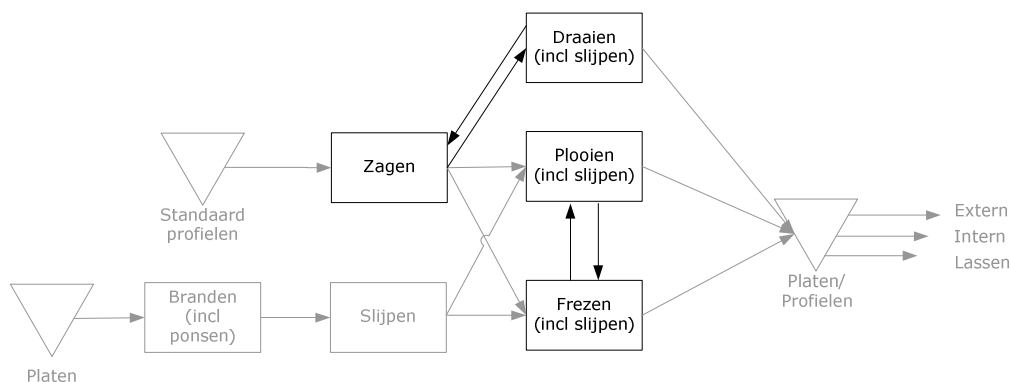 Draaien
(incl slijpen)
Zagen
Plooien
(incl slijpen)
Standaard
profielen
Extern
Intern
Lassen
Platen/
Profielen
Branden
(incl
ponsen)
Slijpen
Frezen
(incl slijpen)
Platen